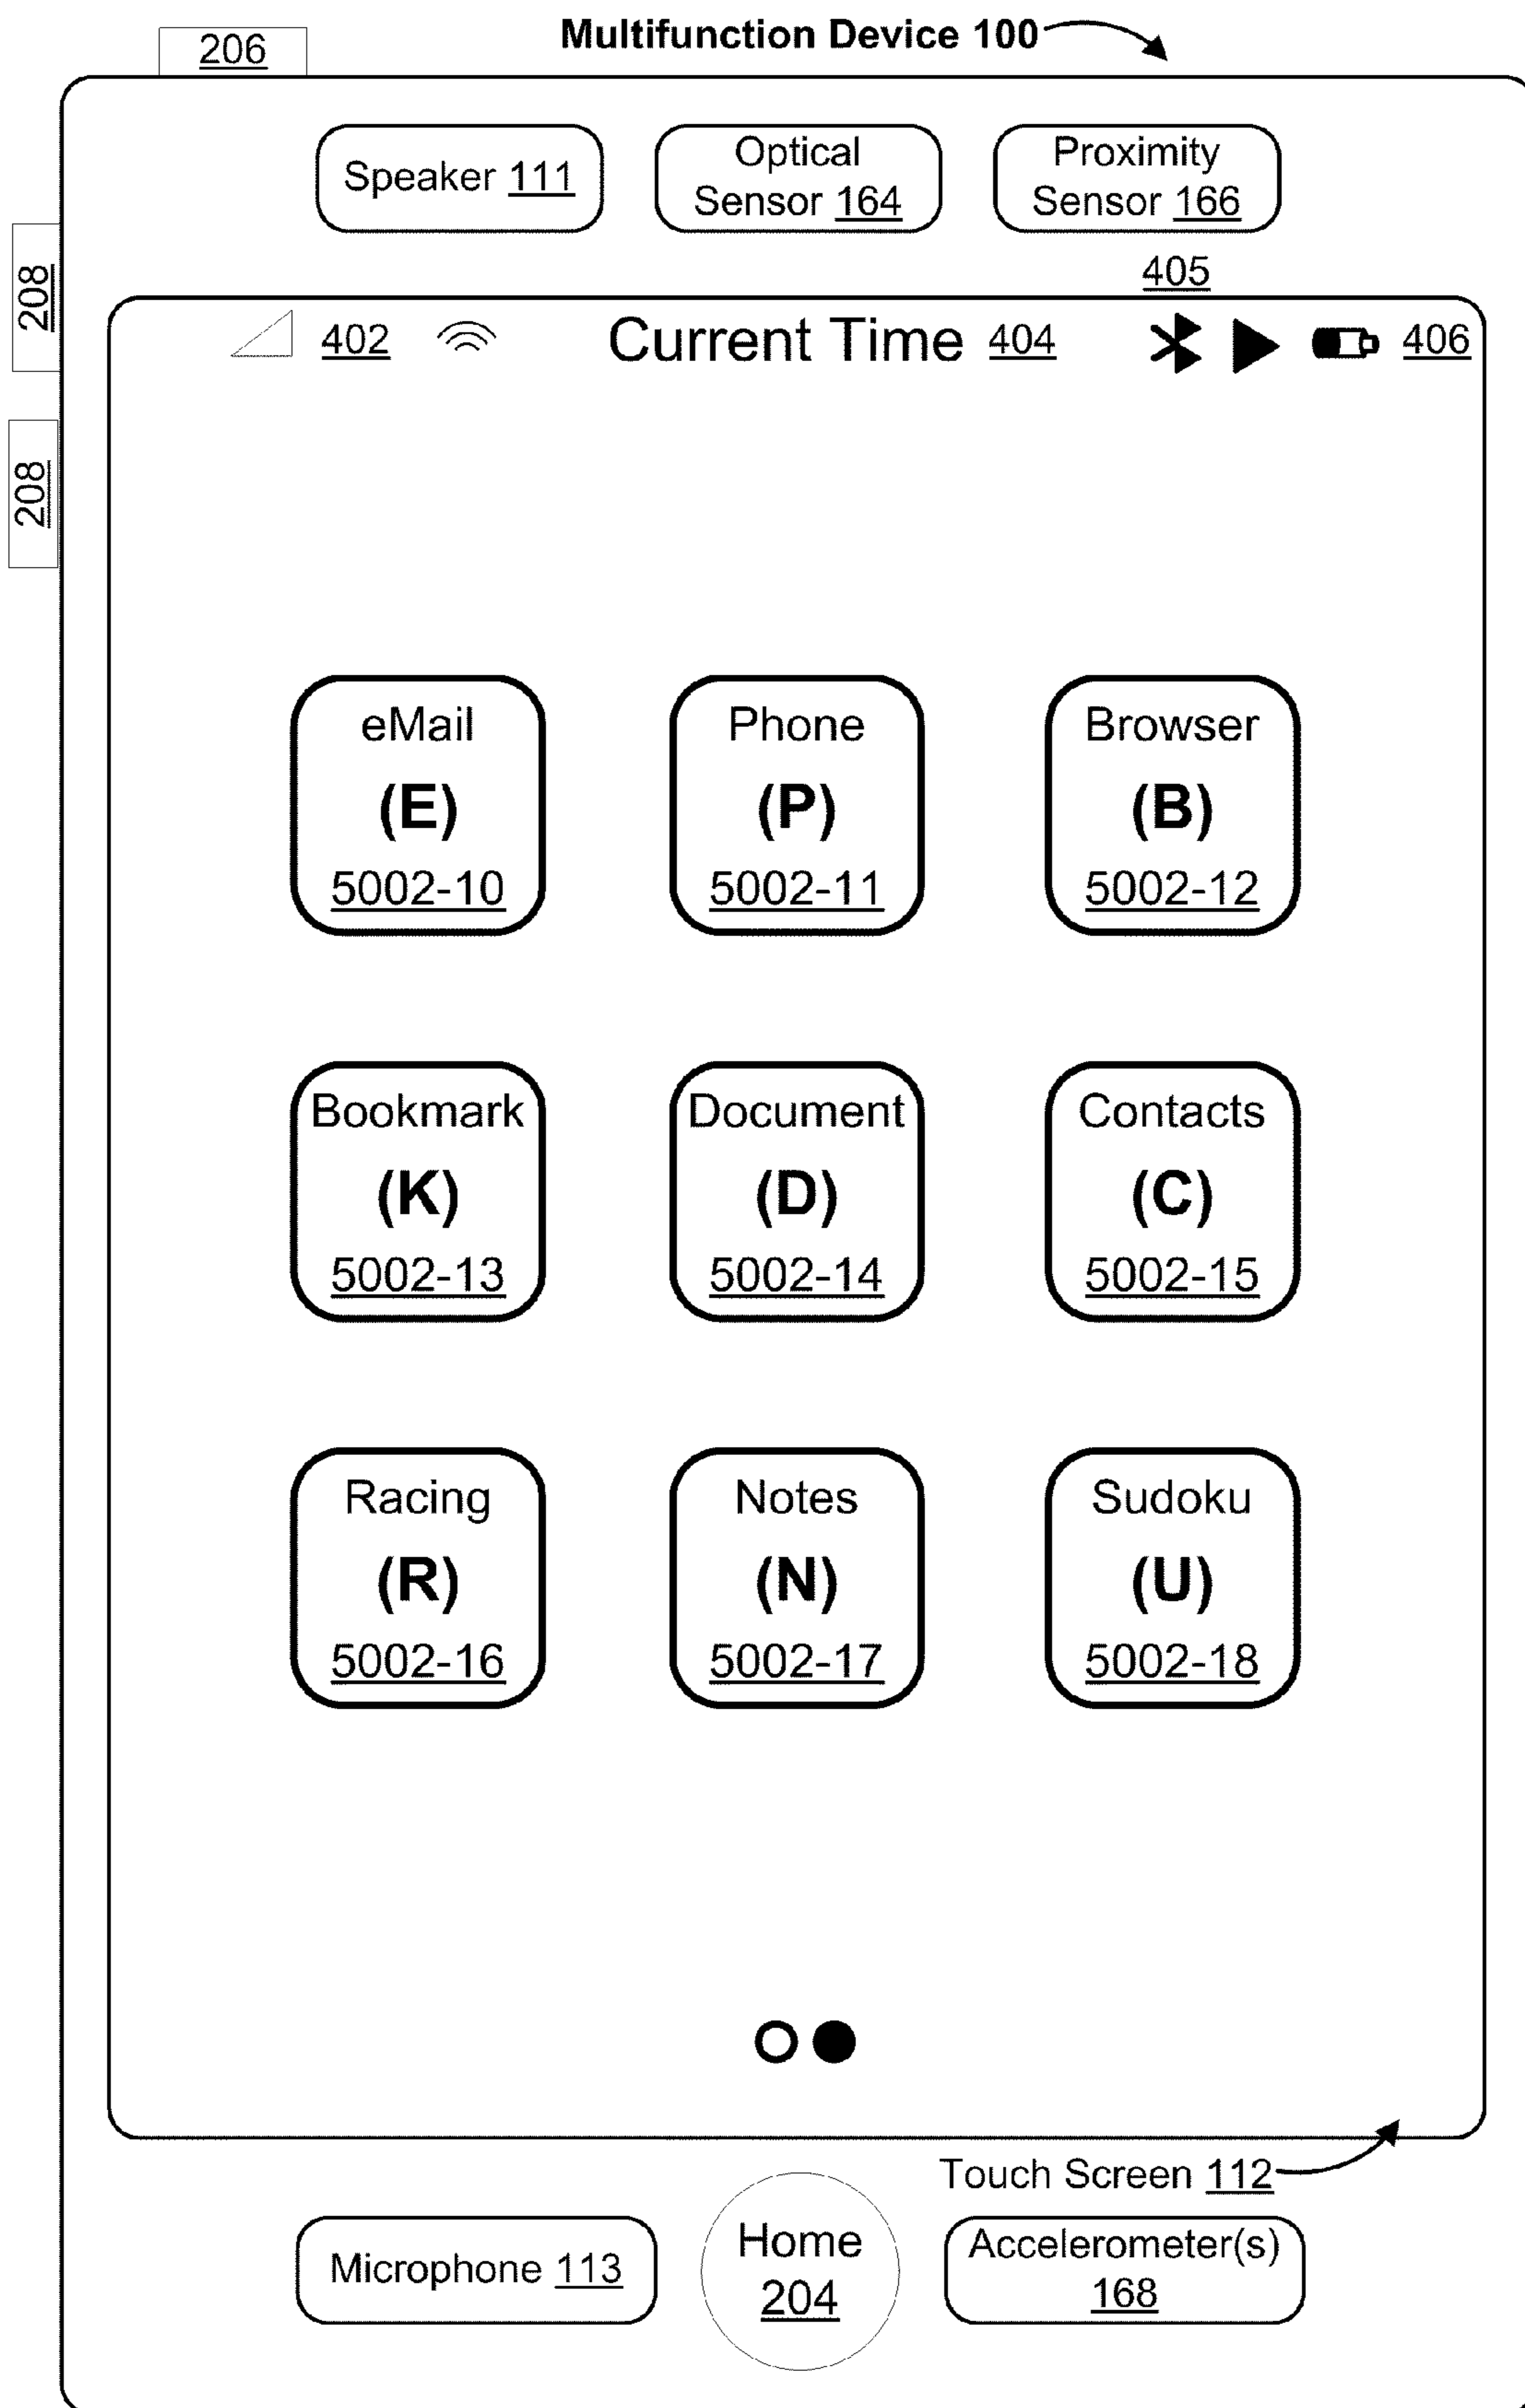 Multifunction Device 100
206
Speaker 111
Optical
Sensor 164
Proximity
Sensor 166
208
208
405
402
Current Time 404
406
eMail
(E)
5002-10
Phone
(P)
5002-11
Browser
(B)
5002-12
Bookmark
(K)
5002-13
Document
(D)
5002-14
Contacts
(C)
5002-15
Racing
(R)
5002-16
Notes
(N)
5002-17
Sudoku
(U)
5002-18
Touch Screen 112
Microphone 113
Home
204
Accelerometer(s)
168